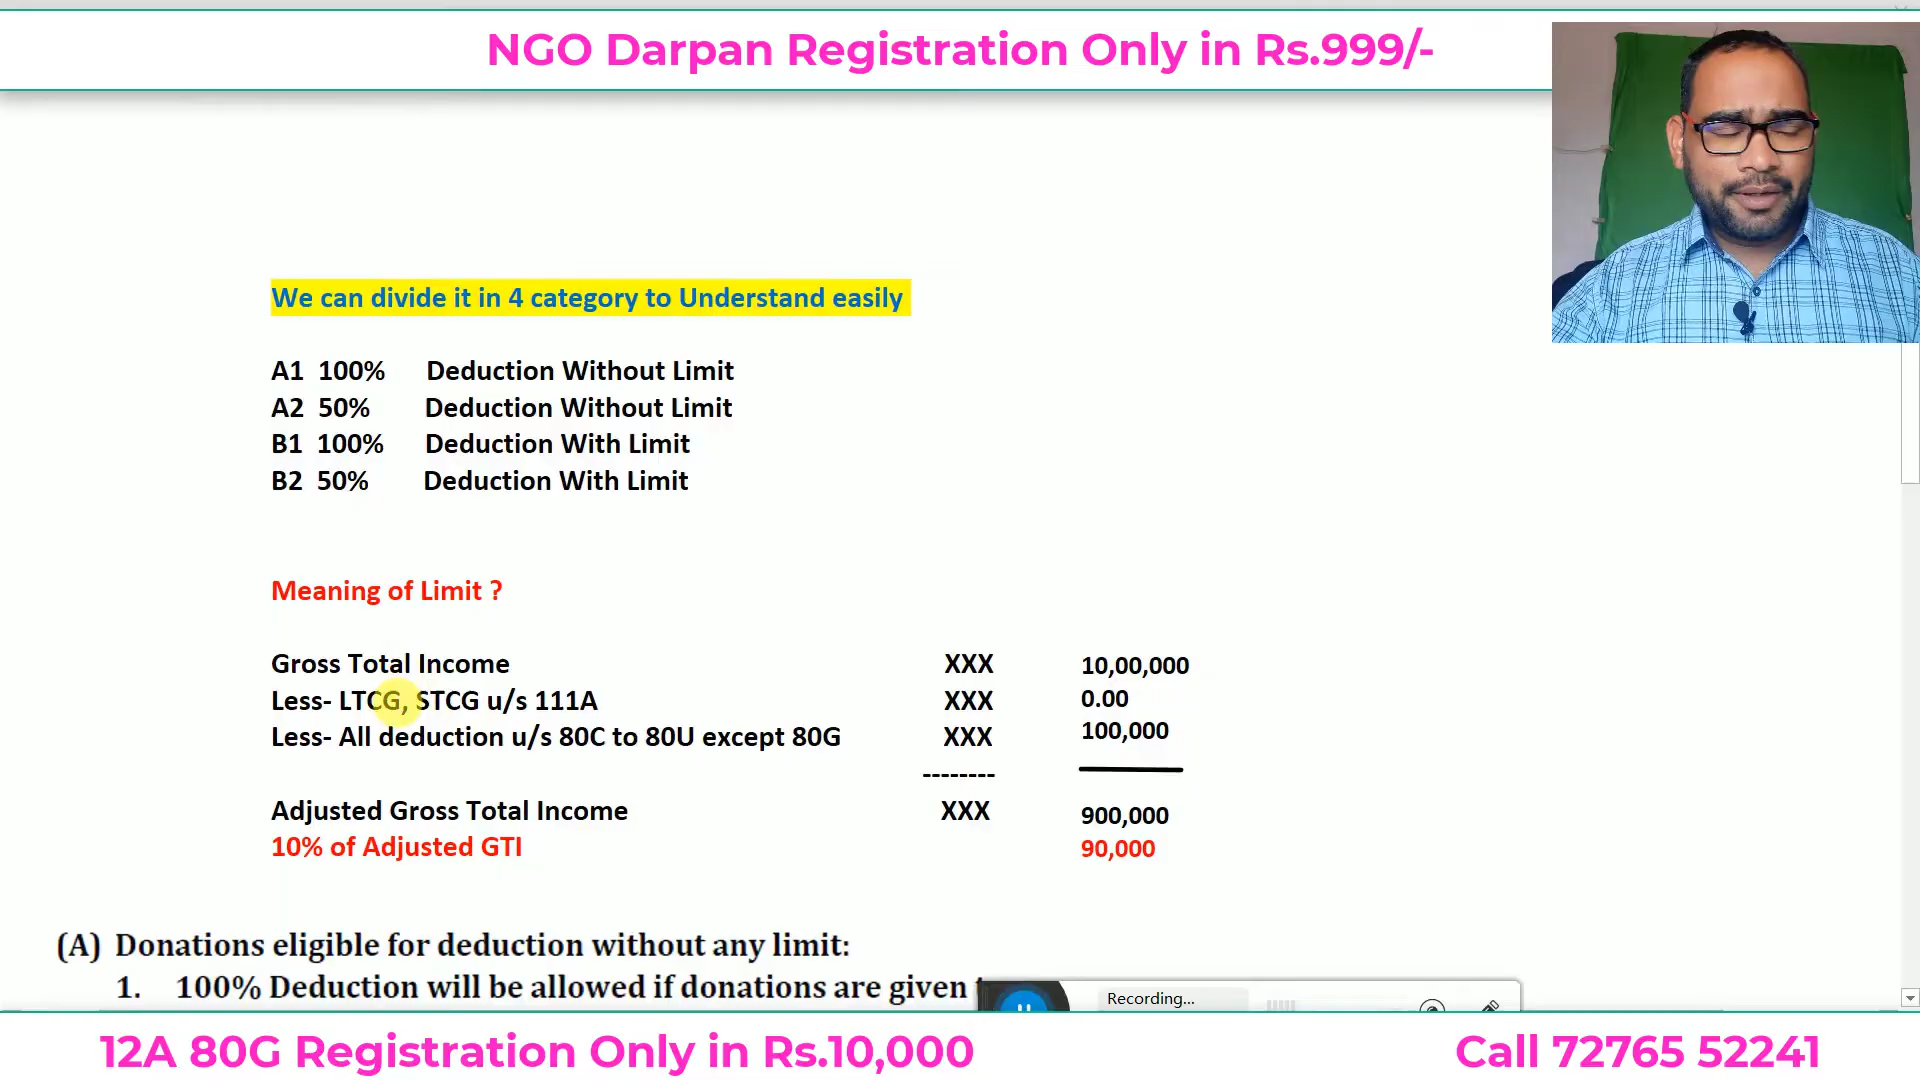 NGO Darpan Registration Only in Rs.999/-
We can divide it in 4 category to Understand easily
A1 100% Deduction Without Limit
A2 50% Deduction Without Limit
B1 100% Deduction With Limit
B2 50% Deduction With Limit
Meaning of Limit ?
Gross Total Income XXX 10,00,000
Less- LTCG, STCG u/s 111A XXX 0.00
Less- All deduction u/s 80C to 80U except 80G XXX 100,000
--------
Adjusted Gross Total Income XXX 900,000
10% of Adjusted GTI 90,000
(A) Donations eligible for deduction without any limit:
1. 100% Deduction will be allowed if donations are given
Recording...
12A 80G Registration Only in Rs.10,000 Call 72765 52241